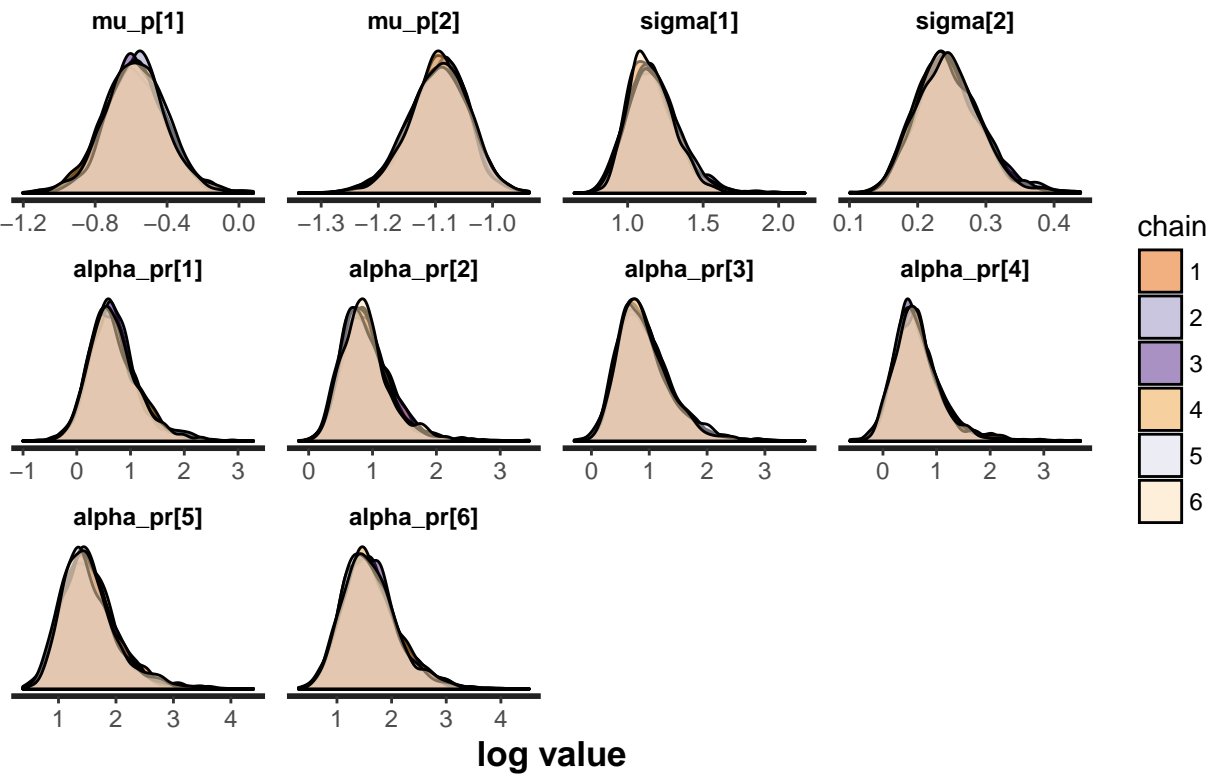 mu_p[1] mu_p[2] sigma[1] sigma[2]
−1.2 −0.8 −0.4 0.0 −1.3 −1.2 −1.1 −1.0 1.0 1.5 2.0 0.1 0.2 0.3 0.4
alpha_pr[1] alpha_pr[2] alpha_pr[3] alpha_pr[4]
−1 0 1 2 3 0 1 2 3 0 1 2 3 0 1 2 3
alpha_pr[5] alpha_pr[6]
1 2 3 4 1 2 3 4
log value
chain
1
2
3
4
5
6